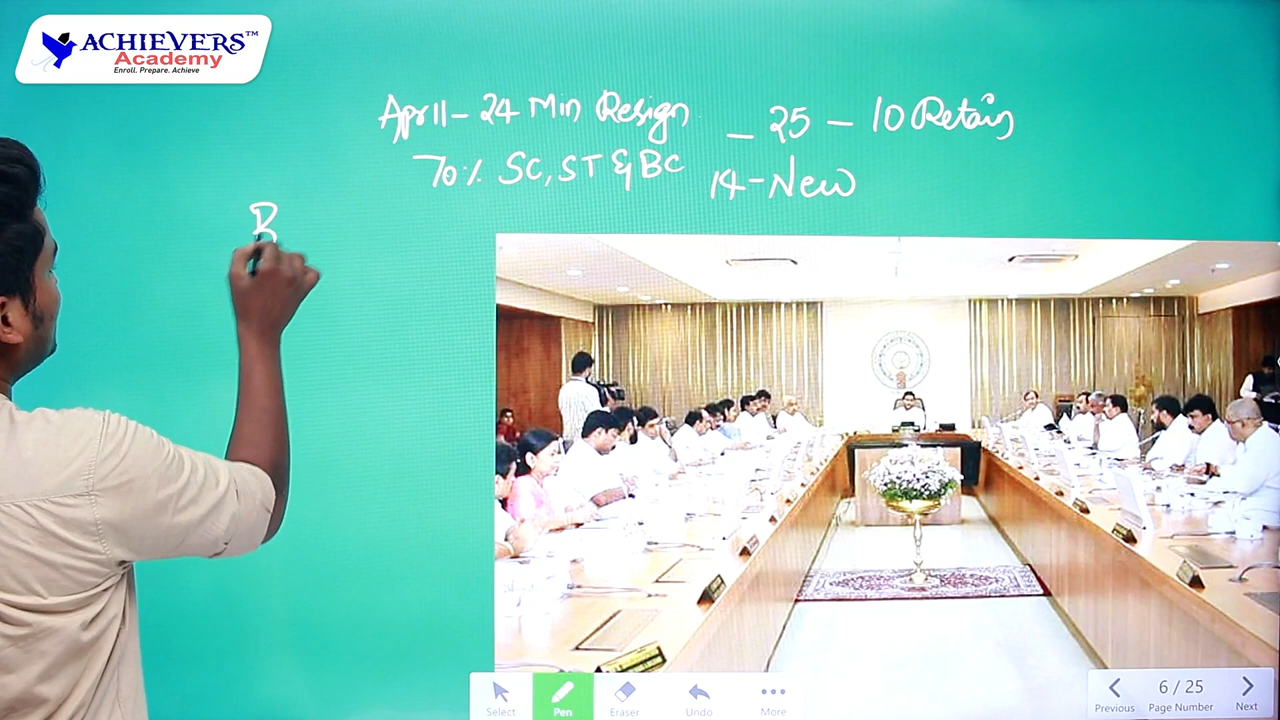 ACHIEVERS™
Academy
Enroll. Prepare. Achieve
April - 24 Min Resign - 25 - 10 Retain
70% SC, ST & BC 14 - New
B
Select
Pen
Eraser
Undo
More
Previous
6 / 25
Page Number
Next